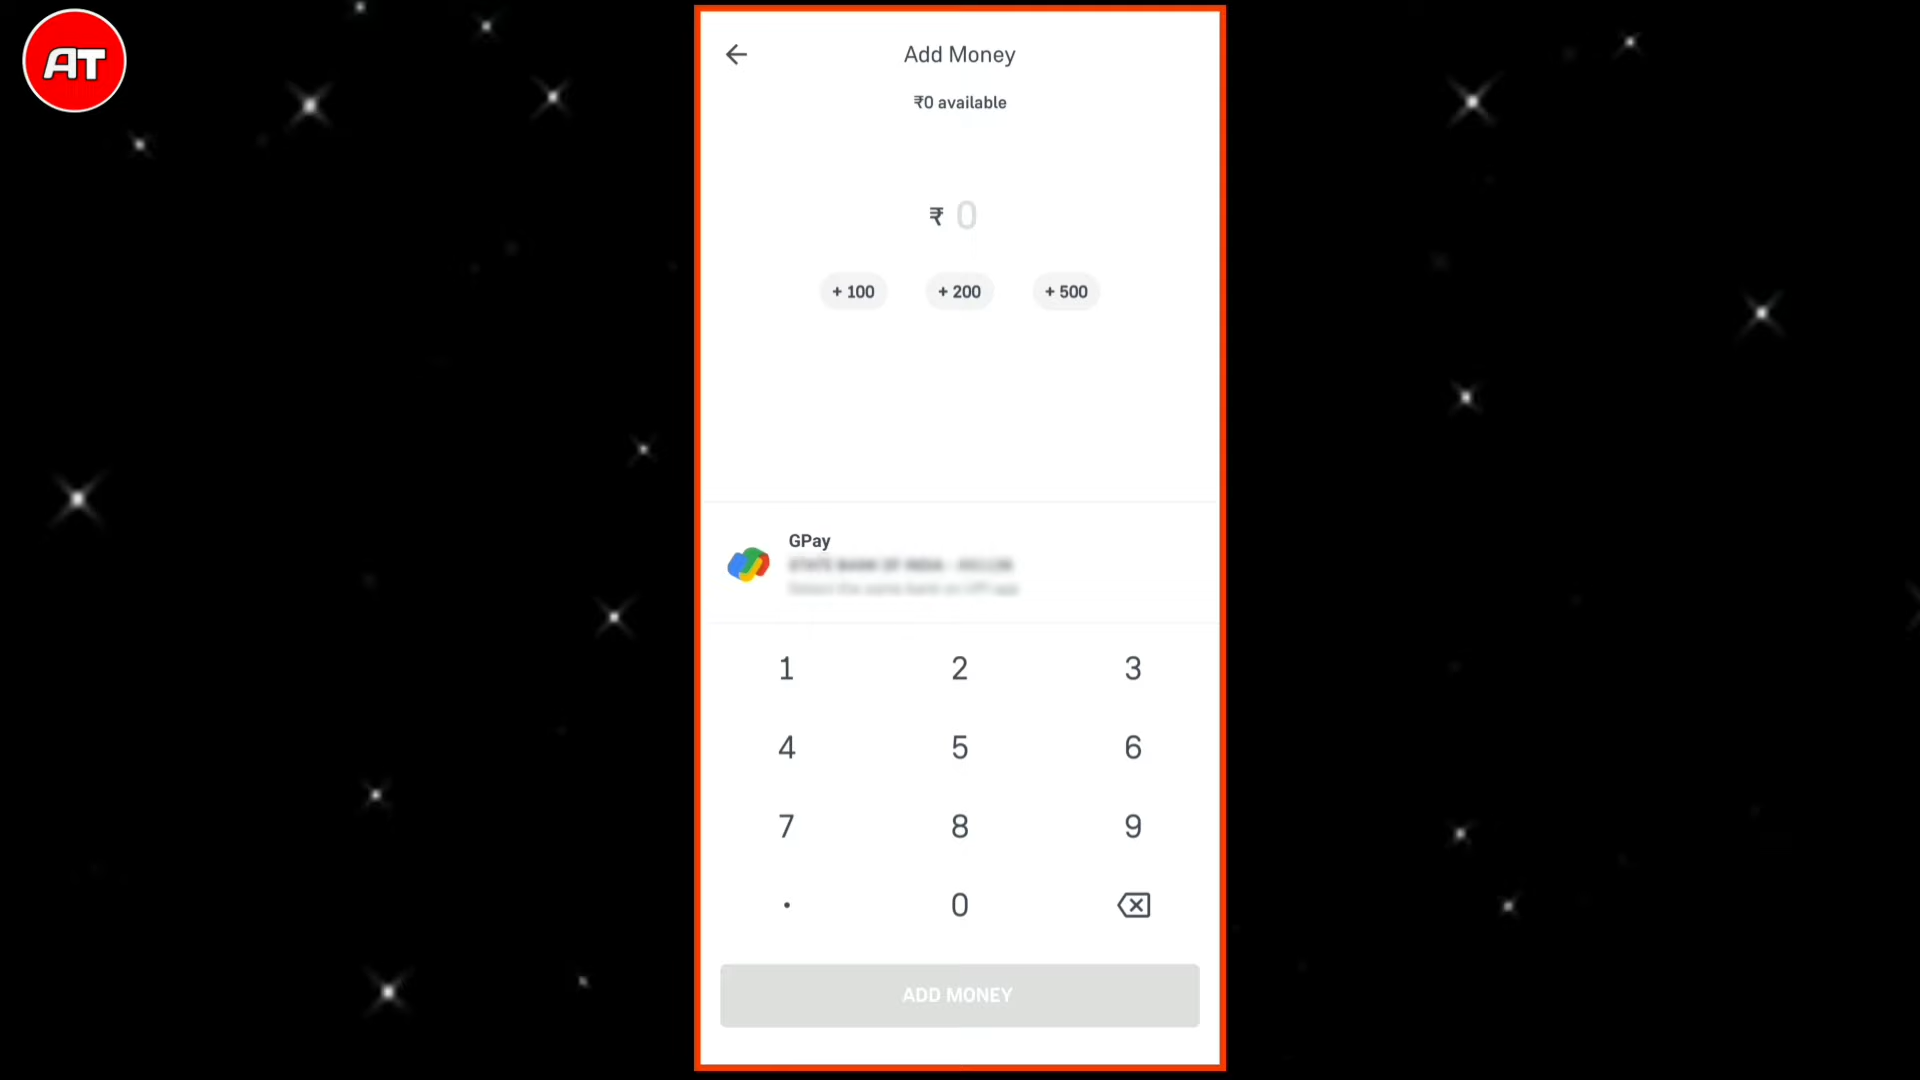 AT
Add Money
₹0 available
₹ 0
+ 100
+ 200
+ 500
GPay
1 2 3
4 5 6
7 8 9
. 0
ADD MONEY